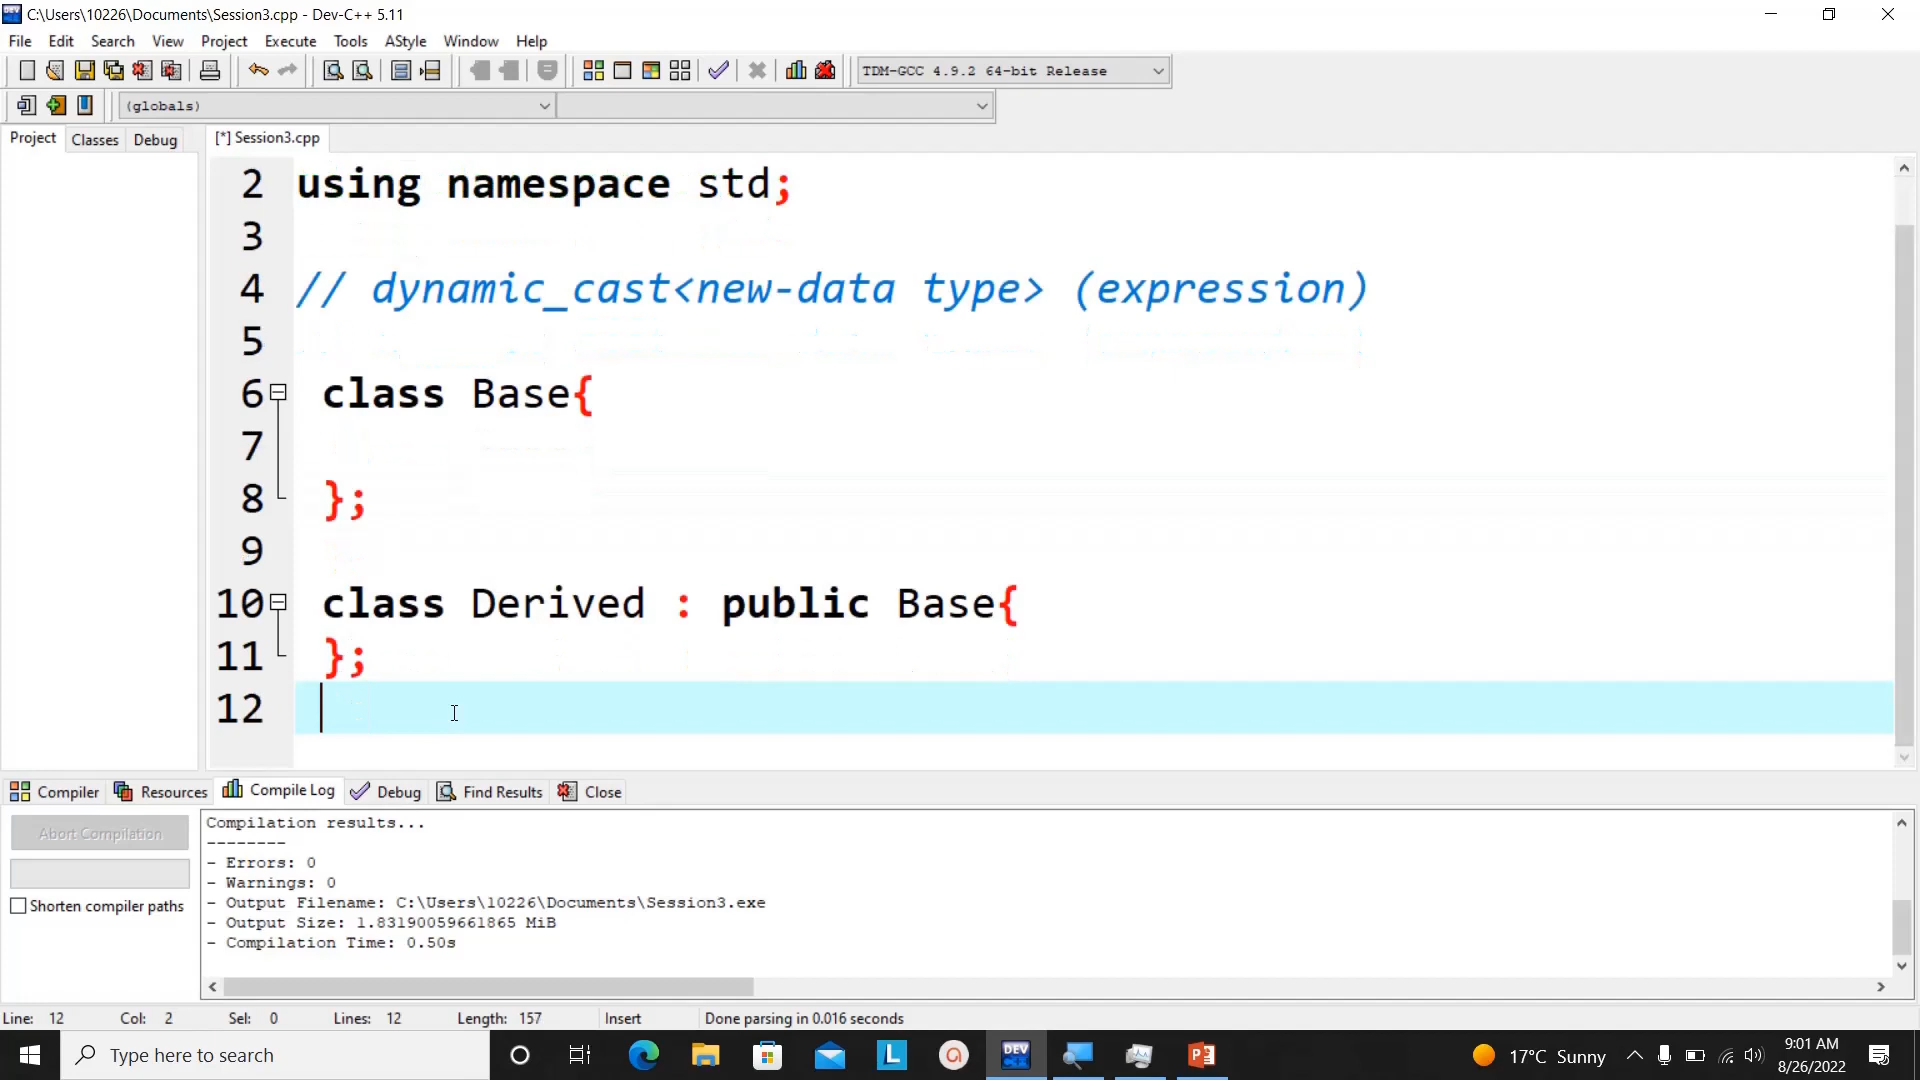 C:\Users\10226\Documents\Session3.cpp - Dev-C++ 5.11
File Edit Search View Project Execute Tools AStyle Window Help
TDM-GCC 4.9.2 64-bit Release
(globals)
Project Classes Debug [*] Session3.cpp
2 using namespace std;
3
4 // dynamic_cast<new-data type> (expression)
5
6 class Base{
7
8 };
9
10 class Derived : public Base{
11 };
12
Compiler Resources Compile Log Debug Find Results Close
Abort Compilation
Shorten compiler paths
Compilation results...
--------
- Errors: 0
- Warnings: 0
- Output Filename: C:\Users\10226\Documents\Session3.exe
- Output Size: 1.83190059661865 MiB
- Compilation Time: 0.50s
Line: 12 Col: 2 Sel: 0 Lines: 12 Length: 157 Insert Done parsing in 0.016 seconds
Type here to search
17°C Sunny
9:01 AM
8/26/2022